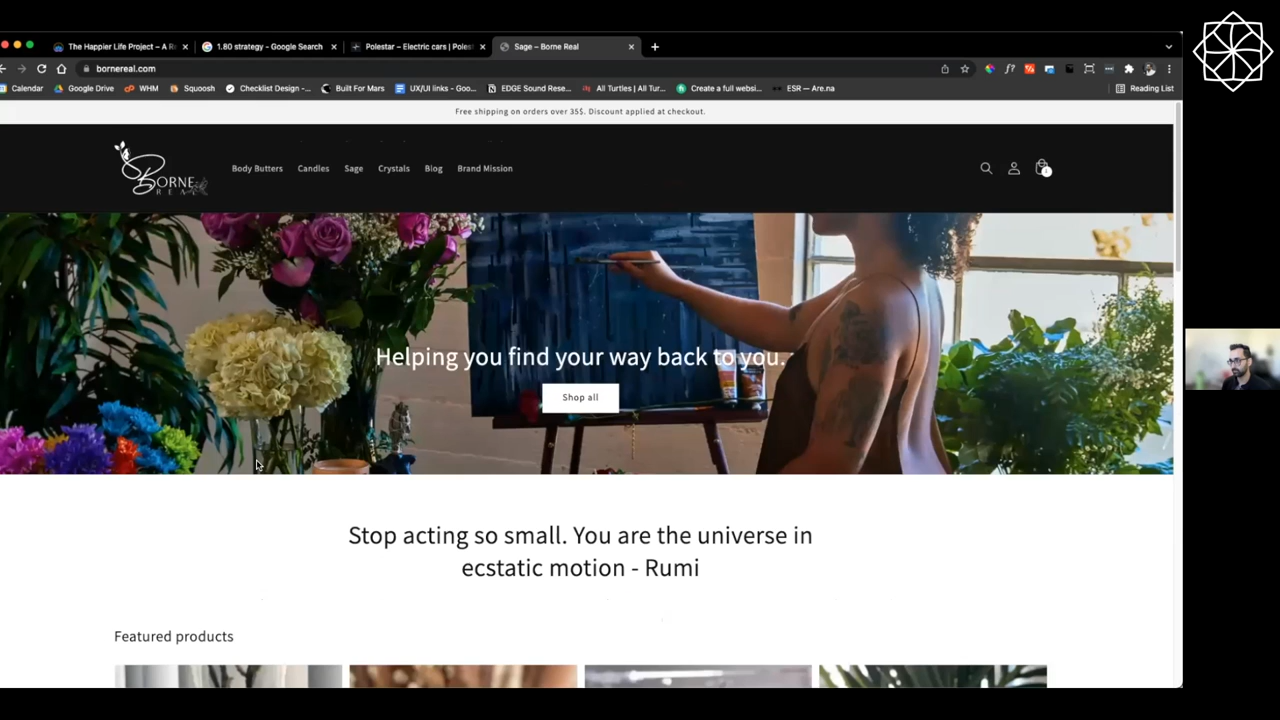 The Happier Life Project – A R
1.80 strategy - Google Search
Polestar – Electric cars | Poles
Sage – Borne Real
bornereal.com
Calendar
Google Drive
WHM
Squoosh
Checklist Design -...
Built For Mars
UX/UI links - Goo...
EDGE Sound Rese...
All Turtles | All Tur...
Create a full websi...
ESR — Are.na
Reading List
Free shipping on orders over 35$. Discount applied at checkout.
BORNE
REAL
Body Butters
Candles
Sage
Crystals
Blog
Brand Mission
Helping you find your way back to you.
Shop all
Stop acting so small. You are the universe in
ecstatic motion - Rumi
Featured products